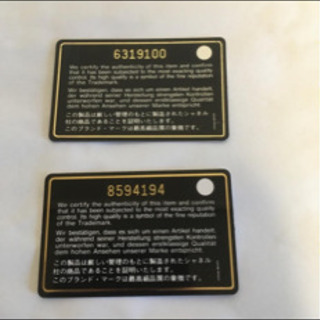 6319100
We certify the authenticity of this item and confirm
that it has been subjected to the most exacting quality
control. Its high quality is a symbol of the fine reputation
of the Trademark.
Wir bestätigen, dass es sich um einen Artikel handelt,
der während seiner Herstellung strengsten Kontrollen
unterworfen war, und dessen erstklassige Qualität
dem hohen Ansehen unserer Marke entspricht.
この製品は厳しい管理のもとに製造されたシャネル
社の商品であることを証明いたします。
このブランド・マークは最高級品質の象徴です。
8594194
We certify the authenticity of this item and confirm
that it has been subjected to the most exacting quality
control. Its high quality is a symbol of the fine reputation
of the Trademark.
Wir bestätigen, dass es sich um einen Artikel handelt,
der während seiner Herstellung strengsten Kontrollen
unterworfen war, und dessen erstklassige Qualität
dem hohen Ansehen unserer Marke entspricht.
この製品は厳しい管理のもとに製造されたシャネル
社の商品であることを証明いたします。
このブランド・マークは最高級品質の象徴です。